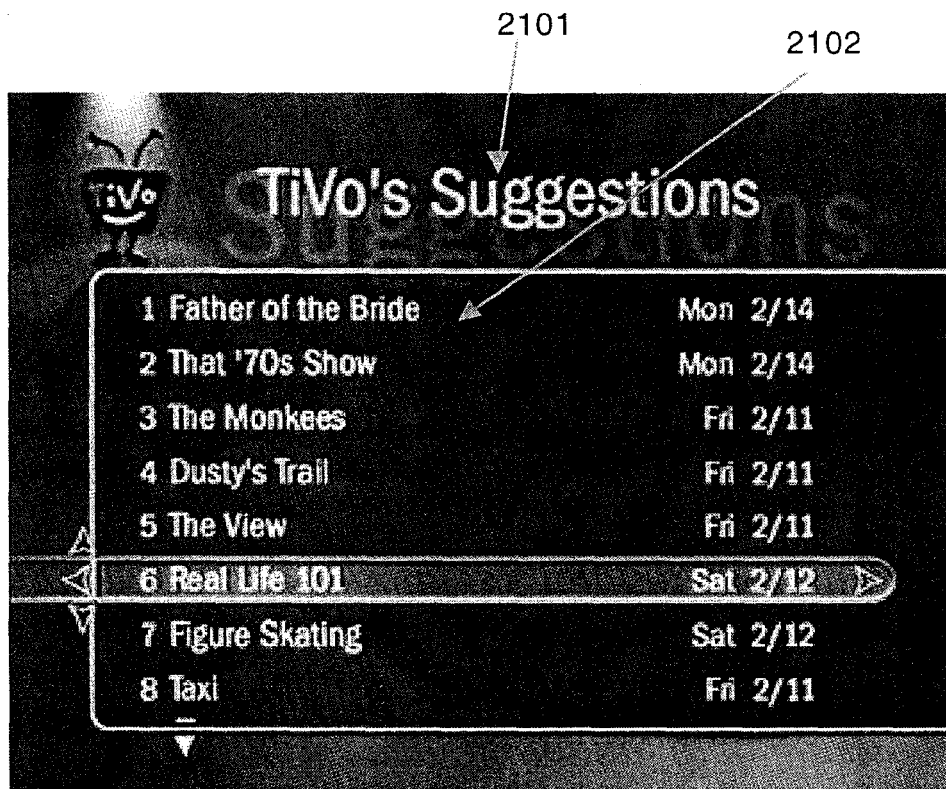 2101
2102
TiVo
TiVo's Suggestions
Suggestions
1 Father of the Bride Mon 2/14
2 That '70s Show Mon 2/14
3 The Monkees Fri 2/11
4 Dusty's Trail Fri 2/11
5 The View Fri 2/11
6 Real Life 101 Sat 2/12
7 Figure Skating Sat 2/12
8 Taxi Fri 2/11